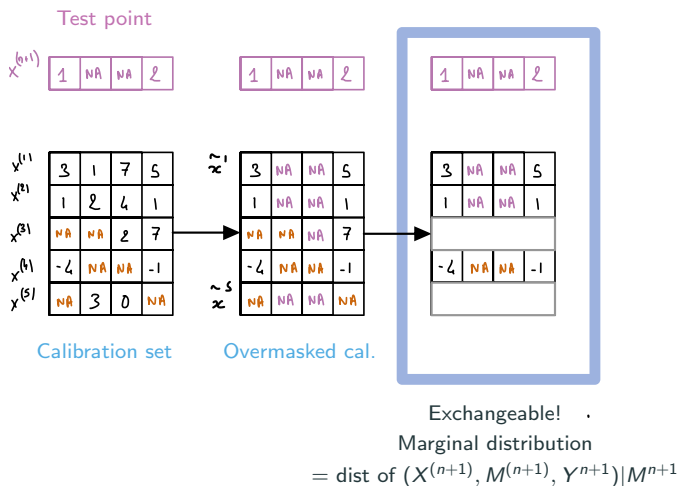 Test point
x^(n+1) 1 NA NA 2 1 NA NA 2 1 NA NA 2
x^(1) 3 1 7 5 x̃^1 3 NA NA 5 3 NA NA 5
x^(2) 1 2 4 1 1 NA NA 1 1 NA NA 1
x^(3) NA NA 2 7 NA NA NA 7
x^(4) -4 NA NA -1 -4 NA NA -1 -4 NA NA -1
x^(5) NA 3 0 NA x̃^5 NA NA NA NA
Calibration set Overmasked cal.
Exchangeable! .
Marginal distribution
= dist of (X^(n+1), M^(n+1), Y^n+1)|M^n+1